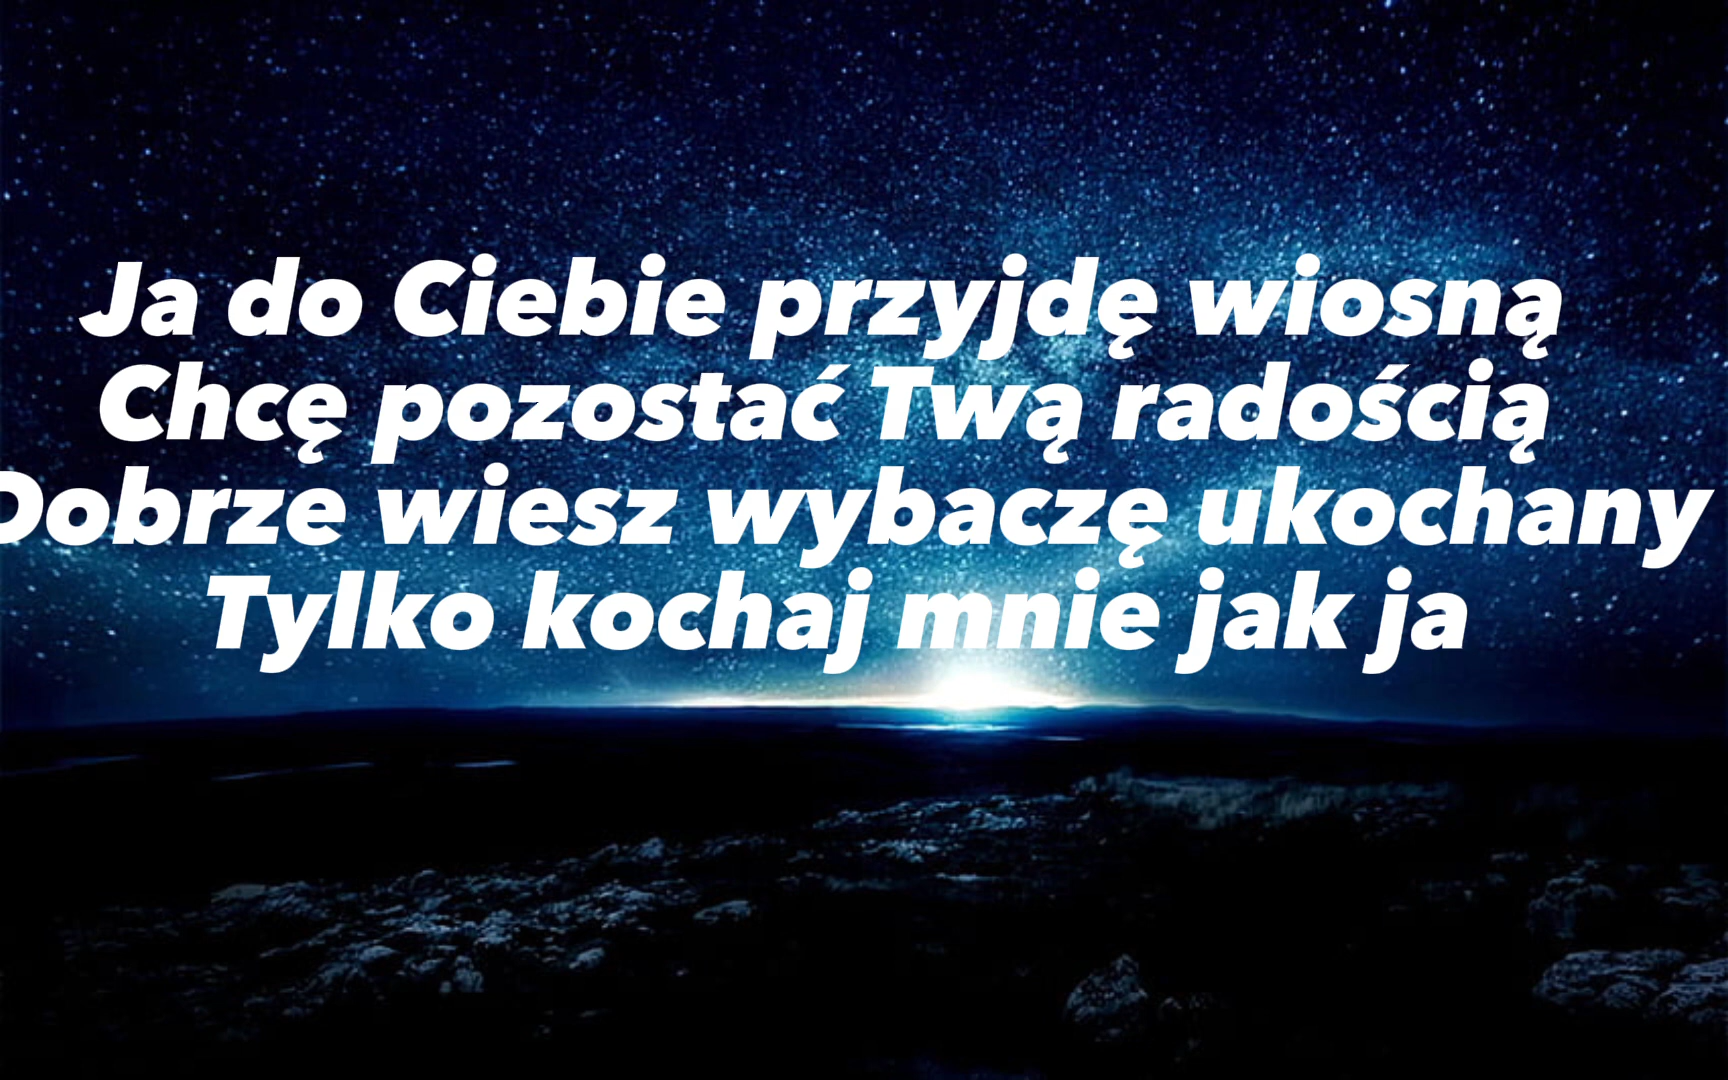 Ja do Ciebie przyjdę wiosną
Chcę pozostać Twą radością
Dobrze wiesz wybaczę ukochany
Tylko kochaj mnie jak ja